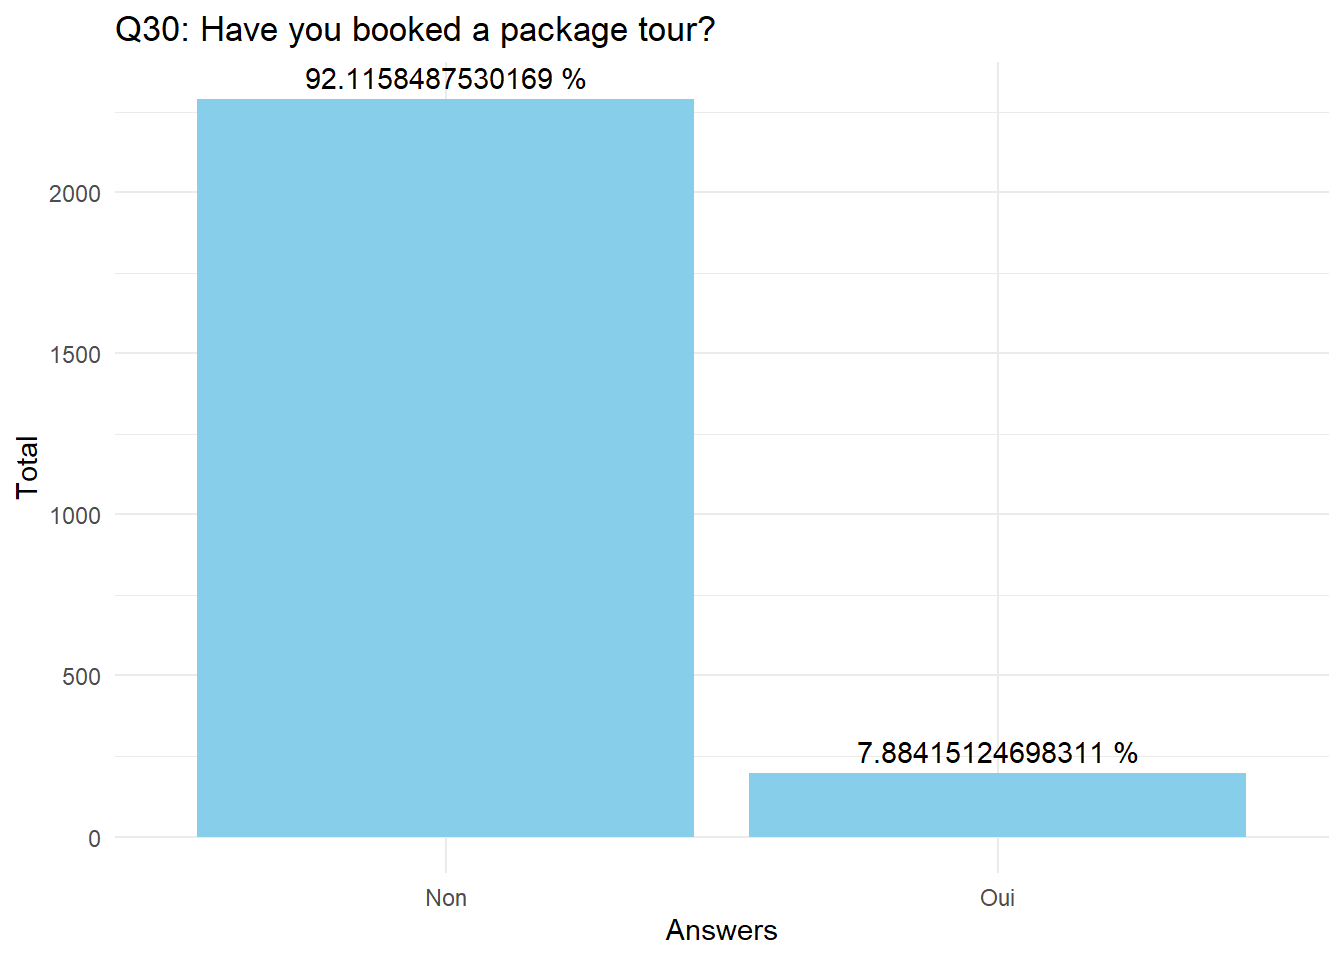 Q30: Have you booked a package tour?
92.1158487530169 %
2000
1500
1000
500
0
Total
7.88415124698311 %
Non
Oui
Answers